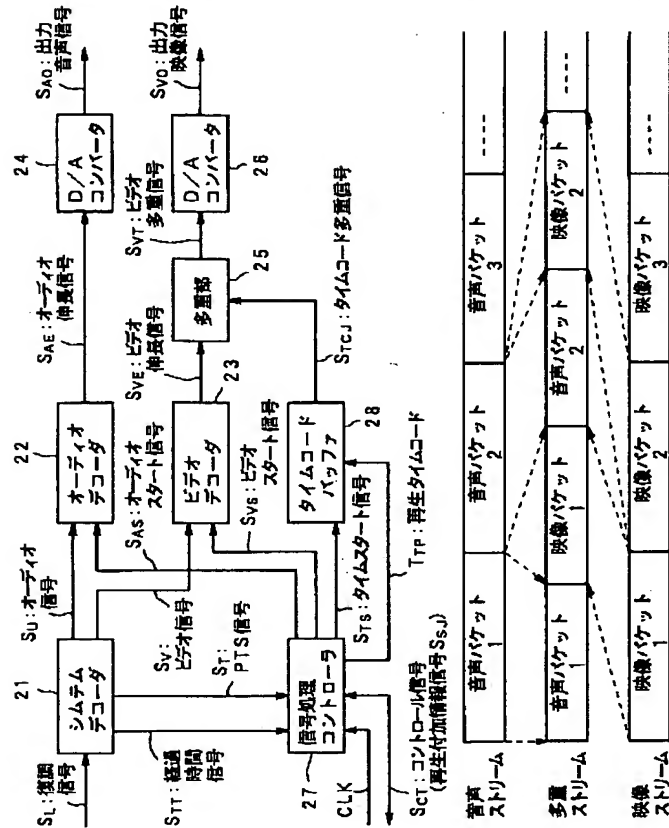 SL:復調
信号
21
シムテム
デコーダ
SU:オーディオ
信号
22
オーディオ
デコーダ
SAE:オーディオ
伸長信号
24
D/A
コンバータ
SAO:出力
音声信号
SV:
ビデオ信号
SAS:オーディオ
スタート信号
ビデオ
デコーダ
23
SVE:ビデオ
伸長信号
多重部
25
SVT:ビデオ
多重信号
D/A
コンバータ
26
SVO:出力
映像信号
STT:経過
時間
信号
ST:
PTS信号
SVS:ビデオ
スタート信号
27
信号処理
コントローラ
STS:タイムスタート信号
タイムコード
バッファ
28
STCJ:タイムコード多重信号
CLK
TTP:再生タイムコード
SCT:コントロール信号
(再生付加情報信号SSJ)
音声
ストリーム
音声パケット
1
音声パケット
2
音声パケット
3
----
多重
ストリーム
音声パケット
1
映像パケット
1
音声パケット
2
映像パケット
2
----
映像
ストリーム
映像パケット
1
映像パケット
2
映像パケット
3
----